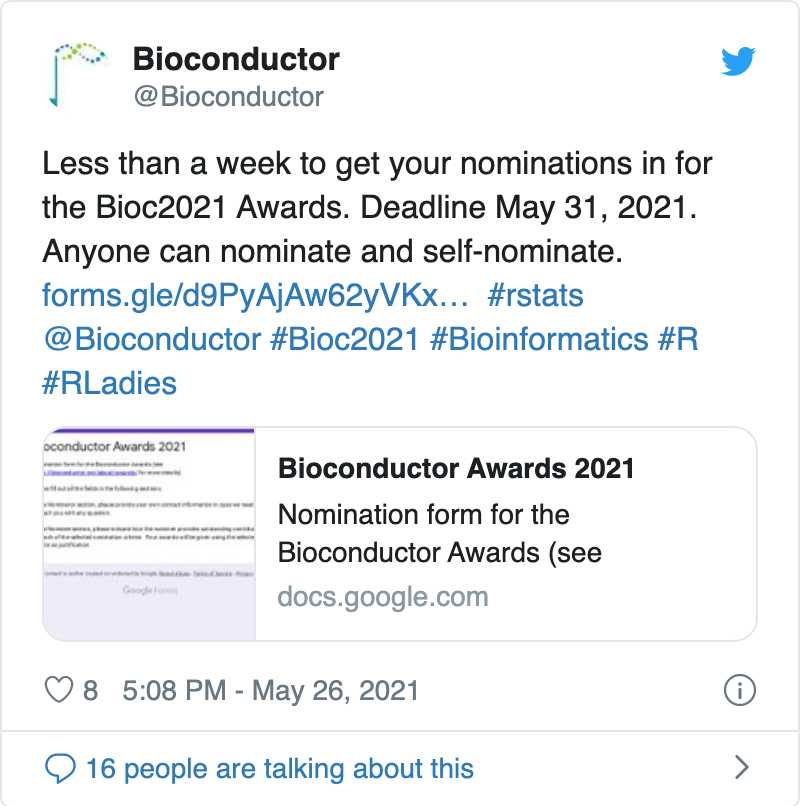 Bioconductor
@Bioconductor
Less than a week to get your nominations in for
the Bioc2021 Awards. Deadline May 31, 2021.
Anyone can nominate and self-nominate.
forms.gle/d9PyAjAw62yVKx… #rstats
@Bioconductor #Bioc2021 #Bioinformatics #R
#RLadies
oconductor Awards 2021
Google Forms
Bioconductor Awards 2021
Nomination form for the
Bioconductor Awards (see
docs.google.com
8 5:08 PM - May 26, 2021
16 people are talking about this